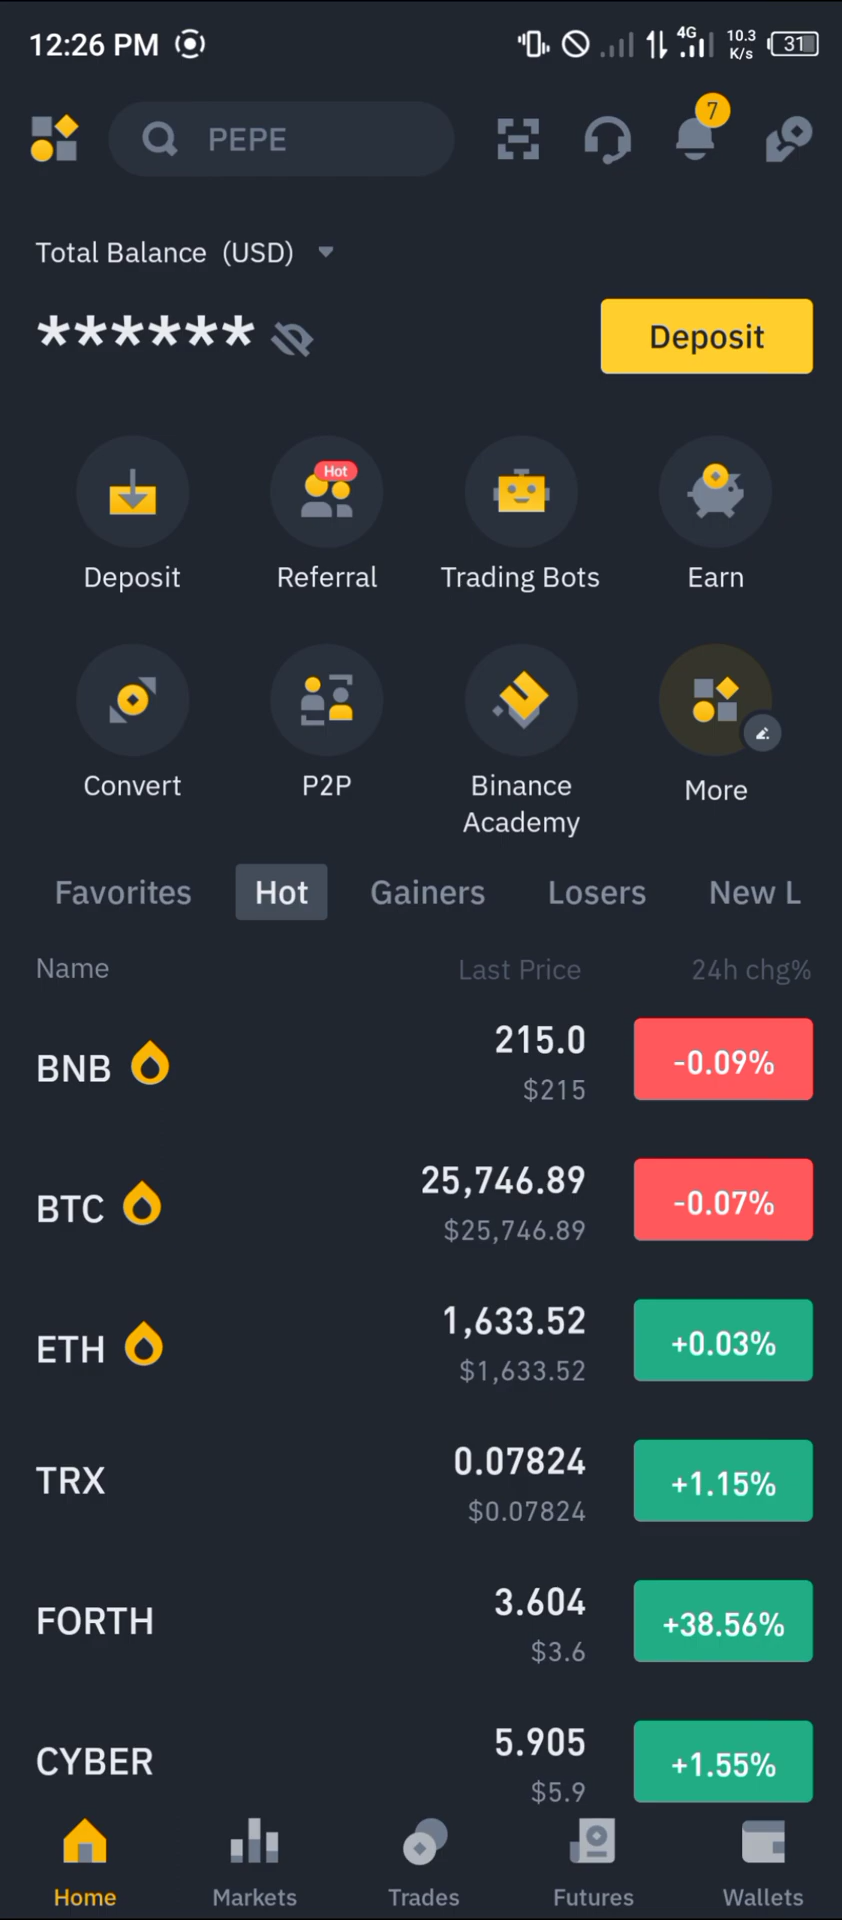 12:26 PM 4G 10.3 K/s 31
PEPE 7
Total Balance (USD)
****** Deposit
Hot
Deposit Referral Trading Bots Earn
Convert P2P Binance Academy More
Favorites Hot Gainers Losers New L
Name Last Price 24h chg%
BNB 215.0 -0.09%
$215
BTC 25,746.89 -0.07%
$25,746.89
ETH 1,633.52 +0.03%
$1,633.52
TRX 0.07824 +1.15%
$0.07824
FORTH 3.604 +38.56%
$3.6
CYBER 5.905 +1.55%
$5.9
Home Markets Trades Futures Wallets